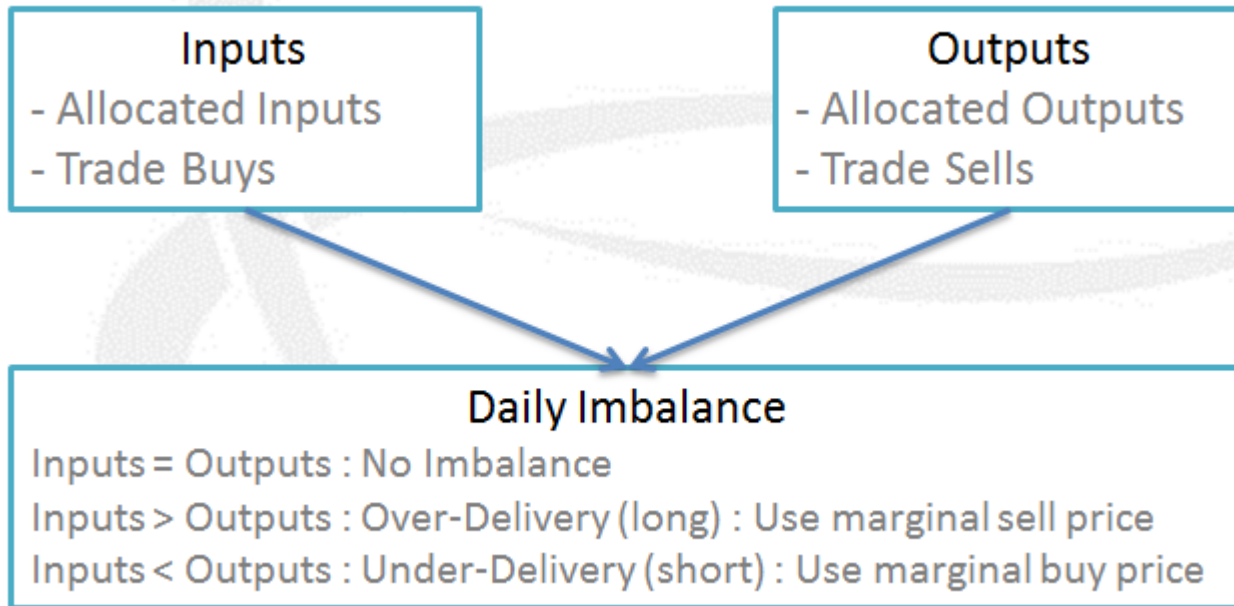 Inputs
- Allocated Inputs
- Trade Buys
Outputs
- Allocated Outputs
- Trade Sells
Daily Imbalance
Inputs = Outputs : No Imbalance
Inputs > Outputs : Over-Delivery (long) : Use marginal sell price
Inputs < Outputs : Under-Delivery (short) : Use marginal buy price